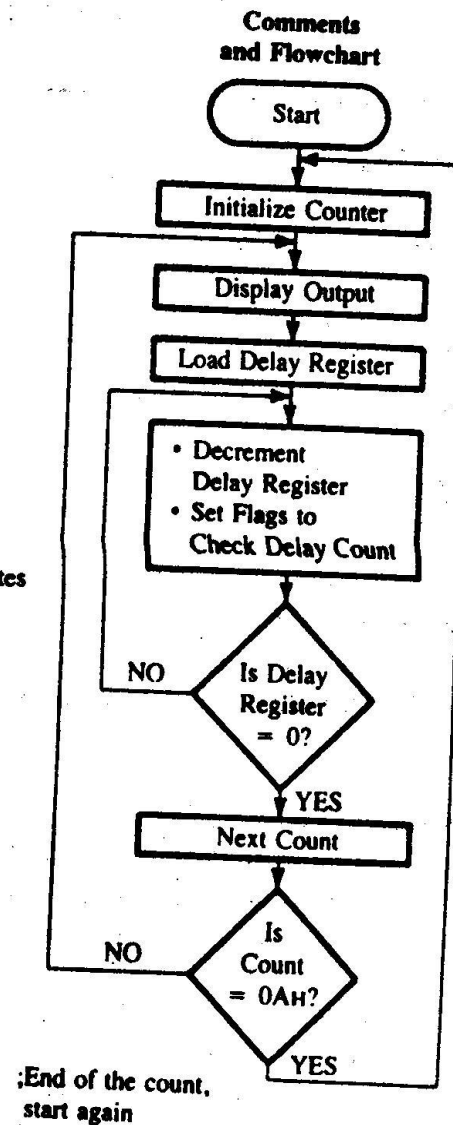 Comments
and Flowchart
Start
Initialize Counter
Display Output
Load Delay Register
• Decrement
Delay Register
• Set Flags to
Check Delay Count
tes
NO
Is Delay
Register
= 0?
YES
Next Count
NO
Is
Count
= 0AH?
YES
;End of the count,
start again